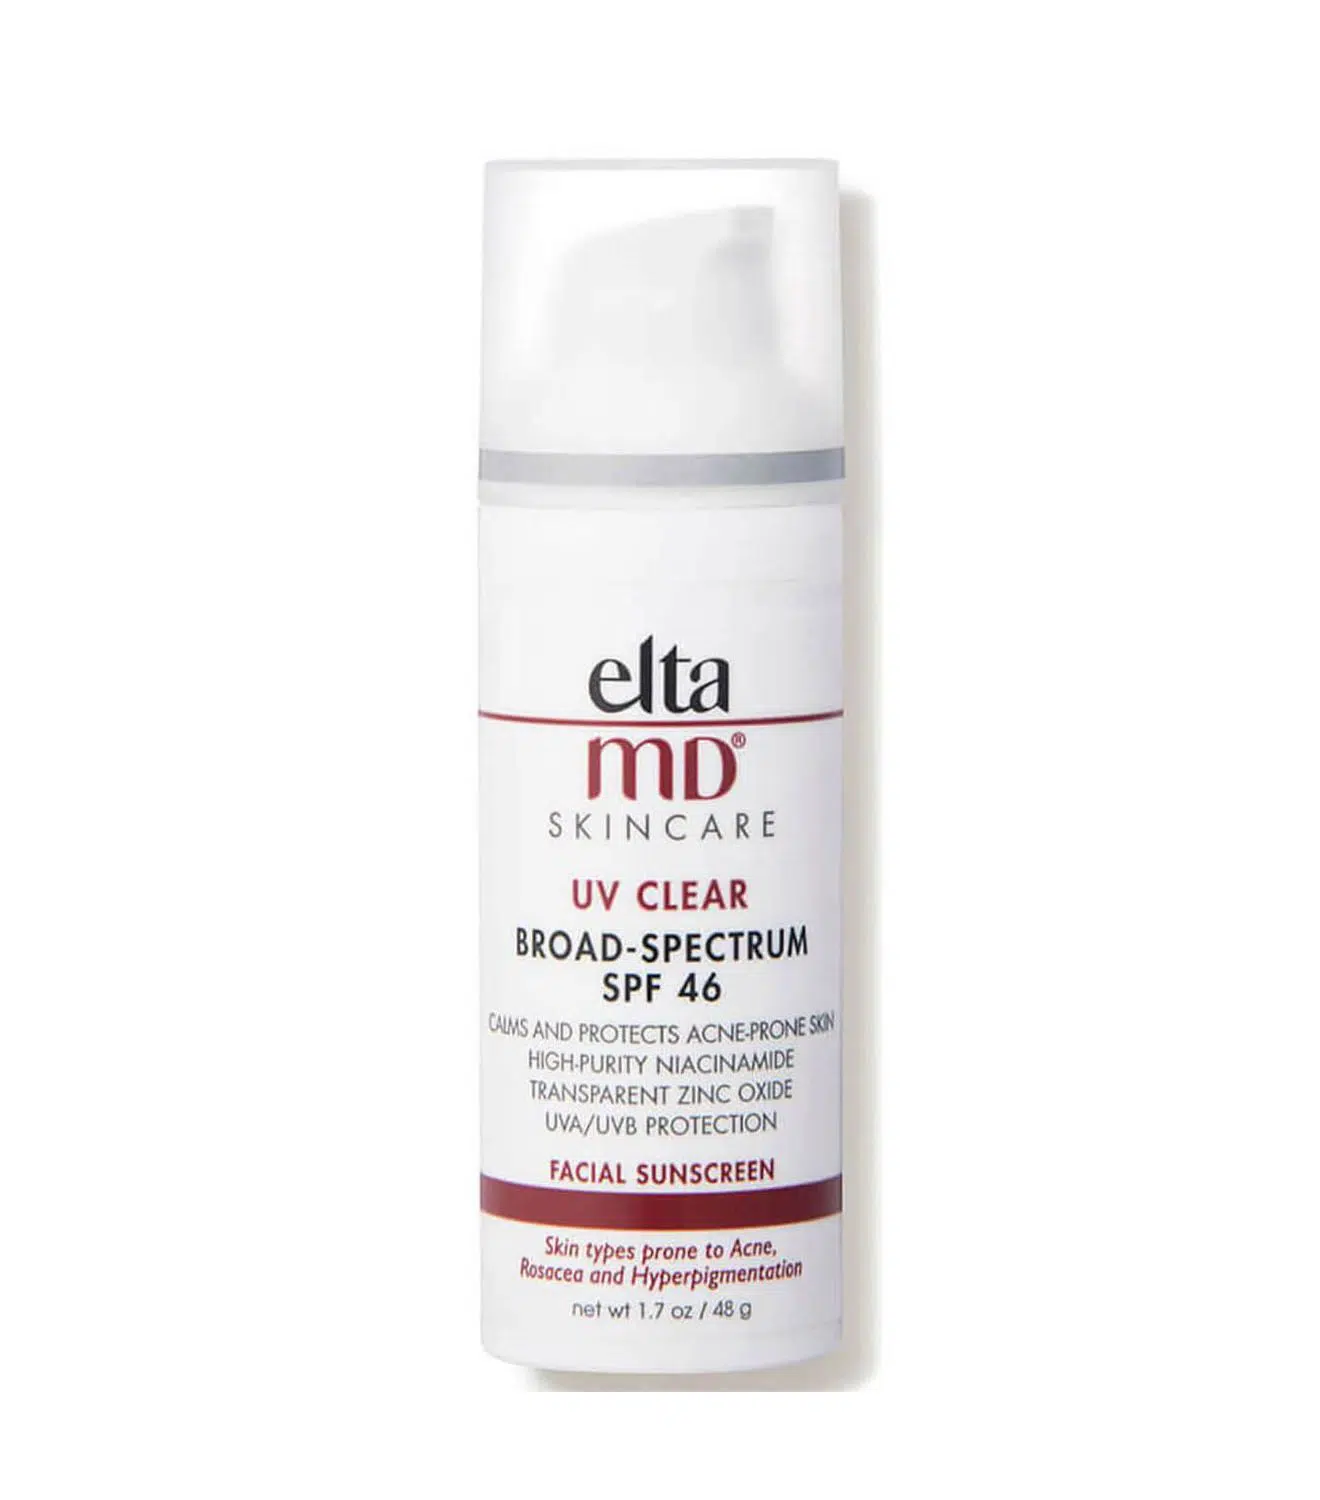 elta
MD®
SKINCARE
UV CLEAR
BROAD-SPECTRUM
SPF 46
CALMS AND PROTECTS ACNE-PRONE SKIN
HIGH-PURITY NIACINAMIDE
TRANSPARENT ZINC OXIDE
UVA/UVB PROTECTION
FACIAL SUNSCREEN
Skin types prone to Acne,
Rosacea and Hyperpigmentation
net wt 1.7 oz / 48 g